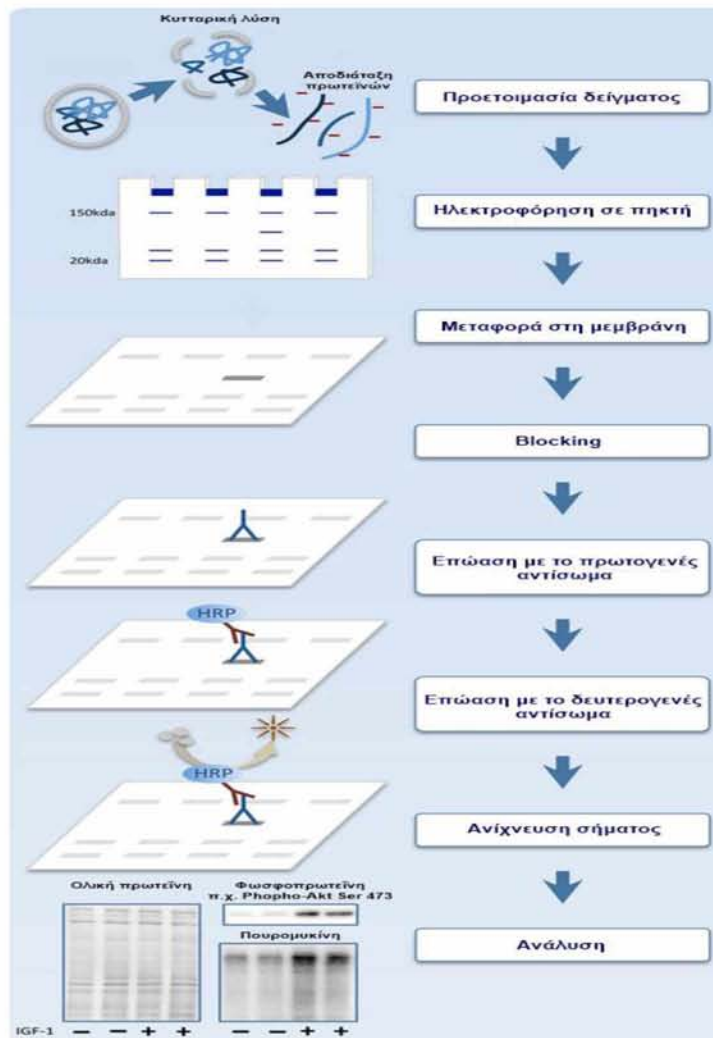 Κυτταρική λύση
Αποδιάταξη
πρωτεϊνών
Προετοιμασία δείγματος
150kda
20kda
Ηλεκτροφόρηση σε πηκτή
Μεταφορά στη μεμβράνη
Blocking
Επώαση με το πρωτογενές
αντίσωμα
HRP
Επώαση με το δευτερογενές
αντίσωμα
HRP
Ανίχνευση σήματος
Ολική πρωτεΐνη
Φωσφοπρωτεΐνη
π.χ. Phopho-Akt Ser 473
Πουρομυκίνη
Ανάλυση
IGF-1 − − + + − − + +